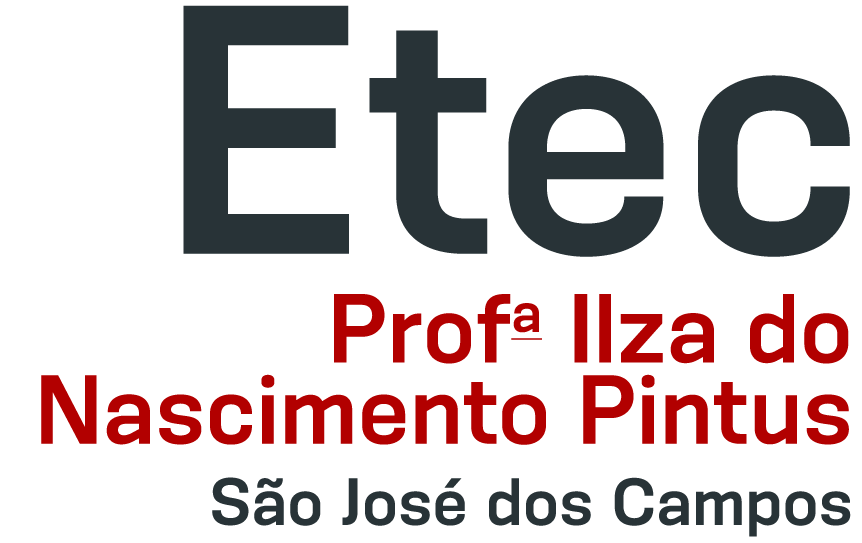 Etec
Profª Ilza do
Nascimento Pintus
São José dos Campos